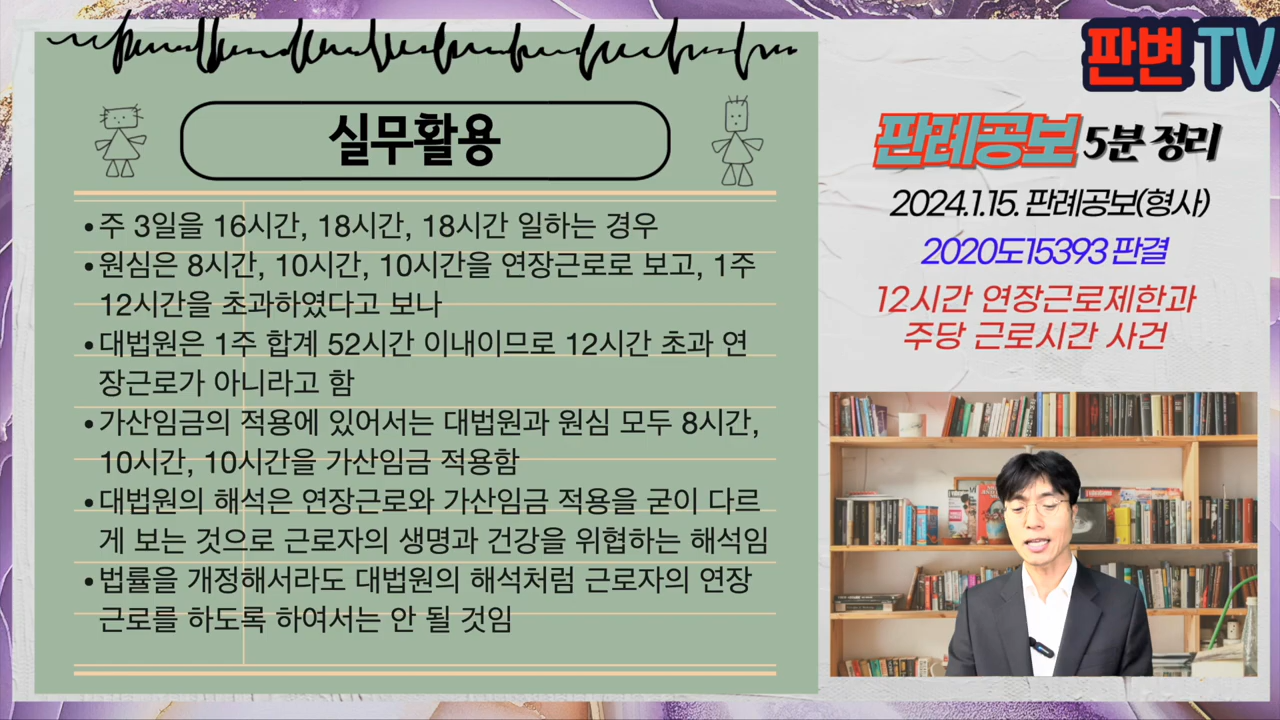 실무활용
• 주 3일을 16시간, 18시간, 18시간 일하는 경우
• 원심은 8시간, 10시간, 10시간을 연장근로로 보고, 1주
12시간을 초과하였다고 보나
• 대법원은 1주 합계 52시간 이내이므로 12시간 초과 연
장근로가 아니라고 함
• 가산임금의 적용에 있어서는 대법원과 원심 모두 8시간,
10시간, 10시간을 가산임금 적용함
• 대법원의 해석은 연장근로와 가산임금 적용을 굳이 다르
게 보는 것으로 근로자의 생명과 건강을 위협하는 해석임
• 법률을 개정해서라도 대법원의 해석처럼 근로자의 연장
근로를 하도록 하여서는 안 될 것임
판변 TV
판례공보 5분 정리
2024.1.15. 판례공보(형사)
2020도15393 판결
12시간 연장근로제한과
주당 근로시간 사건